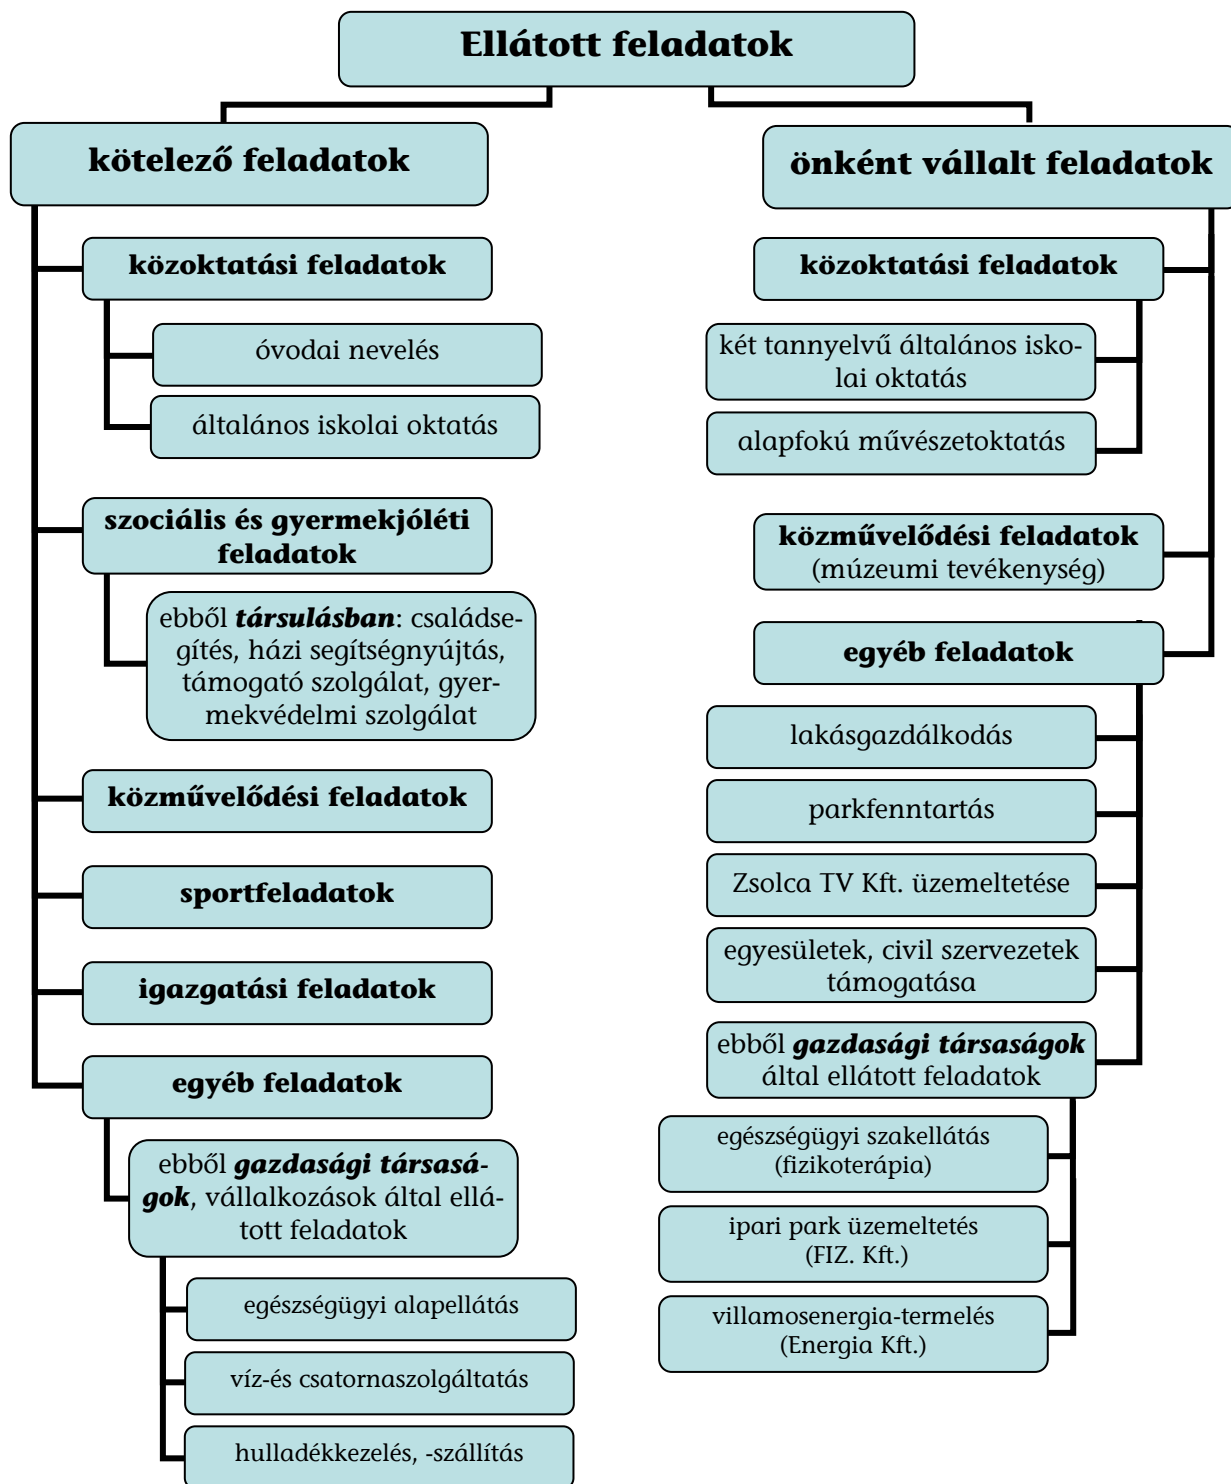 Ellátott feladatok
kötelező feladatok
közoktatási feladatok
óvodai nevelés
általános iskolai oktatás
szociális és gyermekjóléti
feladatok
ebből társulásban: családse-
gítés, házi segítségnyújtás,
támogató szolgálat, gyer-
mekvédelmi szolgálat
közművelődési feladatok
sportfeladatok
igazgatási feladatok
egyéb feladatok
ebből gazdasági társasá-
gok, vállalkozások által ellá-
tott feladatok
egészségügyi alapellátás
víz-és csatornaszolgáltatás
hulladékkezelés, -szállítás
önként vállalt feladatok
közoktatási feladatok
két tannyelvű általános isko-
lai oktatás
alapfokú művészetoktatás
közművelődési feladatok
(múzeumi tevékenység)
egyéb feladatok
lakásgazdálkodás
parkfenntartás
Zsolca TV Kft. üzemeltetése
egyesületek, civil szervezetek
támogatása
ebből gazdasági társaságok
által ellátott feladatok
egészségügyi szakellátás
(fizikoterápia)
ipari park üzemeltetés
(FIZ. Kft.)
villamosenergia-termelés
(Energia Kft.)